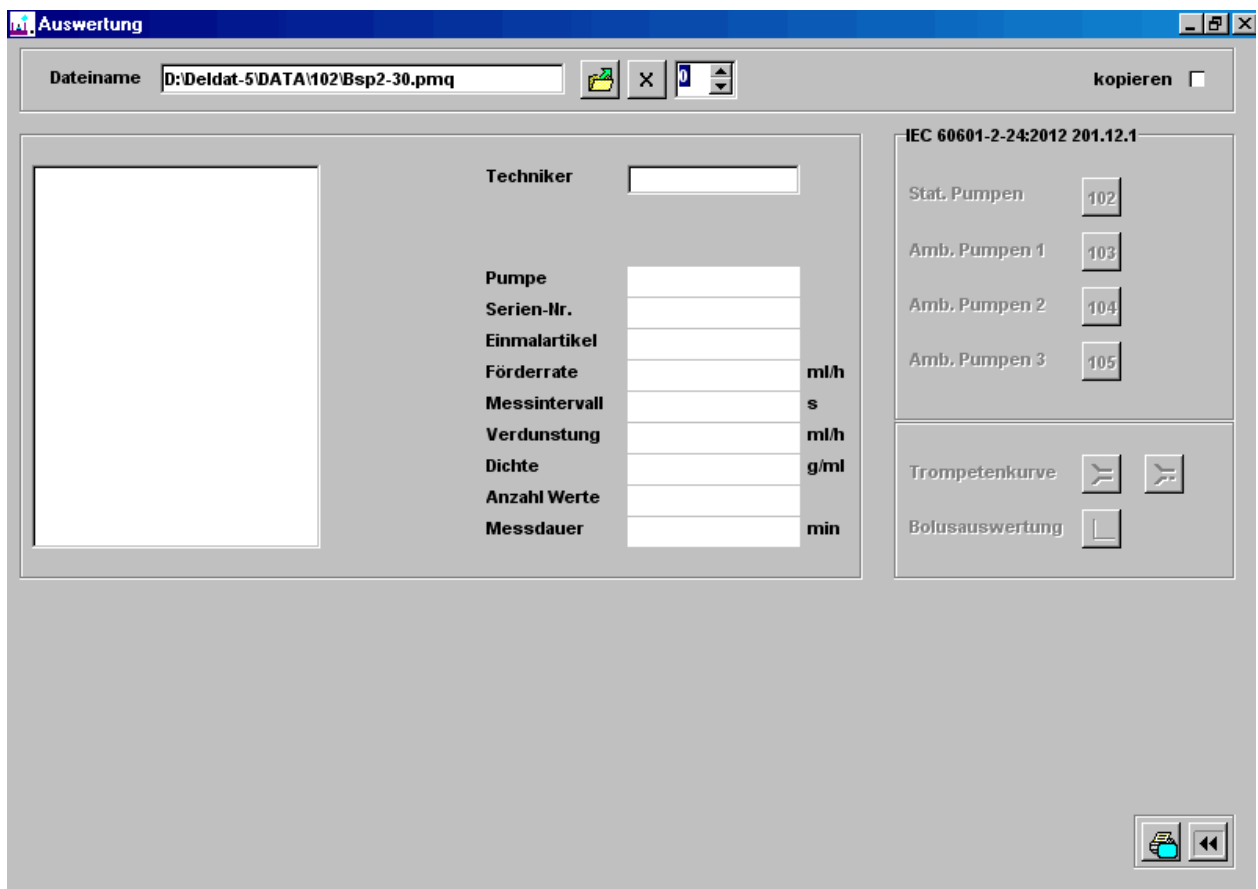 Auswertung
Dateiname D:\Deldat-5\DATA\102\Bsp2-30.pmq X 0 kopieren
Techniker
Pumpe
Serien-Nr.
Einmalartikel
Förderrate ml/h
Messintervall s
Verdunstung ml/h
Dichte g/ml
Anzahl Werte
Messdauer min
IEC 60601-2-24:2012 201.12.1
Stat. Pumpen 102
Amb. Pumpen 1 103
Amb. Pumpen 2 104
Amb. Pumpen 3 105
Trompetenkurve
Bolusauswertung